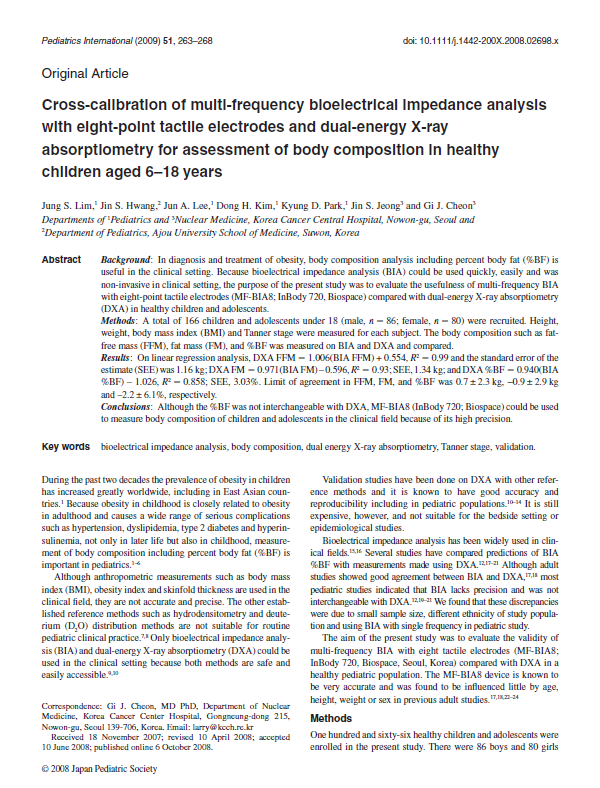 Pediatrics International (2009) 51, 263–268
doi: 10.1111/j.1442-200X.2008.02698.x
Original Article
Cross-calibration of multi-frequency bioelectrical impedance analysis
with eight-point tactile electrodes and dual-energy X-ray
absorptiometry for assessment of body composition in healthy
children aged 6–18 years
Jung S. Lim,¹ Jin S. Hwang,² Jun A. Lee,¹ Dong H. Kim,¹ Kyung D. Park,¹ Jin S. Jeong³ and Gi J. Cheon³
Departments of ¹Pediatrics and ³Nuclear Medicine, Korea Cancer Central Hospital, Nowon-gu, Seoul and
²Department of Pediatrics, Ajou University School of Medicine, Suwon, Korea
Abstract
Background: In diagnosis and treatment of obesity, body composition analysis including percent body fat (%BF) is
useful in the clinical setting. Because bioelectrical impedance analysis (BIA) could be used quickly, easily and was
non-invasive in clinical setting, the purpose of the present study was to evaluate the usefulness of multi-frequency BIA
with eight-point tactile electrodes (MF-BIA8; InBody 720, Biospace) compared with dual-energy X-ray absorptiometry
(DXA) in healthy children and adolescents.
Methods: A total of 166 children and adolescents under 18 (male, n = 86; female, n = 80) were recruited. Height,
weight, body mass index (BMI) and Tanner stage were measured for each subject. The body composition such as fat-
free mass (FFM), fat mass (FM), and %BF was measured on BIA and DXA and compared.
Results: On linear regression analysis, DXA FFM = 1.006(BIA FFM) + 0.554, R² = 0.99 and the standard error of the
estimate (SEE) was 1.16 kg; DXA FM = 0.971(BIA FM) – 0.596, R² = 0.93; SEE, 1.34 kg; and DXA %BF = 0.940(BIA
%BF) – 1.026, R² = 0.858; SEE, 3.03%. Limit of agreement in FFM, FM, and %BF was 0.7 ± 2.3 kg, –0.9 ± 2.9 kg
and –2.2 ± 6.1%, respectively.
Conclusions: Although the %BF was not interchangeable with DXA, MF-BIA8 (InBody 720; Biospace) could be used
to measure body composition of children and adolescents in the clinical field because of its high precision.
Key words bioelectrical impedance analysis, body composition, dual energy X-ray absorptiometry, Tanner stage, validation.
During the past two decades the prevalence of obesity in children
has increased greatly worldwide, including in East Asian coun-
tries.¹ Because obesity in childhood is closely related to obesity
in adulthood and causes a wide range of serious complications
such as hypertension, dyslipidemia, type 2 diabetes and hyperin-
sulinemia, not only in later life but also in childhood, measure-
ment of body composition including percent body fat (%BF) is
important in pediatrics.¹⁻⁶
Although anthropometric measurements such as body mass
index (BMI), obesity index and skinfold thickness are used in the
clinical field, they are not accurate and precise. The other estab-
lished reference methods such as hydrodensitometry and deute-
rium (D₂O) distribution methods are not suitable for routine
pediatric clinical practice.⁷,⁸ Only bioelectrical impedance analy-
sis (BIA) and dual-energy X-ray absorptiometry (DXA) could be
used in the clinical setting because both methods are safe and
easily accessible.⁹,¹⁰
Correspondence: Gi J. Cheon, MD PhD, Department of Nuclear
Medicine, Korea Cancer Center Hospital, Gongneung-dong 215,
Nowon-gu, Seoul 139-706, Korea. Email: larry@kcch.re.kr
Received 18 November 2007; revised 10 April 2008; accepted
10 June 2008; published online 6 October 2008.
Validation studies have been done on DXA with other refer-
ence methods and it is known to have good accuracy and
reproducibility including in pediatric populations.¹⁰⁻¹⁴ It is still
expensive, however, and not suitable for the bedside setting or
epidemiological studies.
Bioelectrical impedance analysis has been widely used in clin-
ical fields.¹⁵,¹⁶ Several studies have compared predictions of BIA
%BF with measurements made using DXA.¹²,¹⁷⁻²¹ Although adult
studies showed good agreement between BIA and DXA,¹⁷,¹⁸ most
pediatric studies indicated that BIA lacks precision and was not
interchangeable with DXA.¹²,¹⁹⁻²¹ We found that these discrepancies
were due to small sample size, different ethnicity of study popula-
tion and using BIA with single frequency in pediatric study.
The aim of the present study was to evaluate the validity of
multi-frequency BIA with eight tactile electrodes (MF-BIA8;
InBody 720, Biospace, Seoul, Korea) compared with DXA in a
healthy pediatric population. The MF-BIA8 device is known to
be very accurate and was found to be influenced little by age,
height, weight or sex in previous adult studies.¹⁷,¹⁸,²²⁻²⁴
Methods
One hundred and sixty-six healthy children and adolescents were
enrolled in the present study. There were 86 boys and 80 girls
© 2008 Japan Pediatric Society